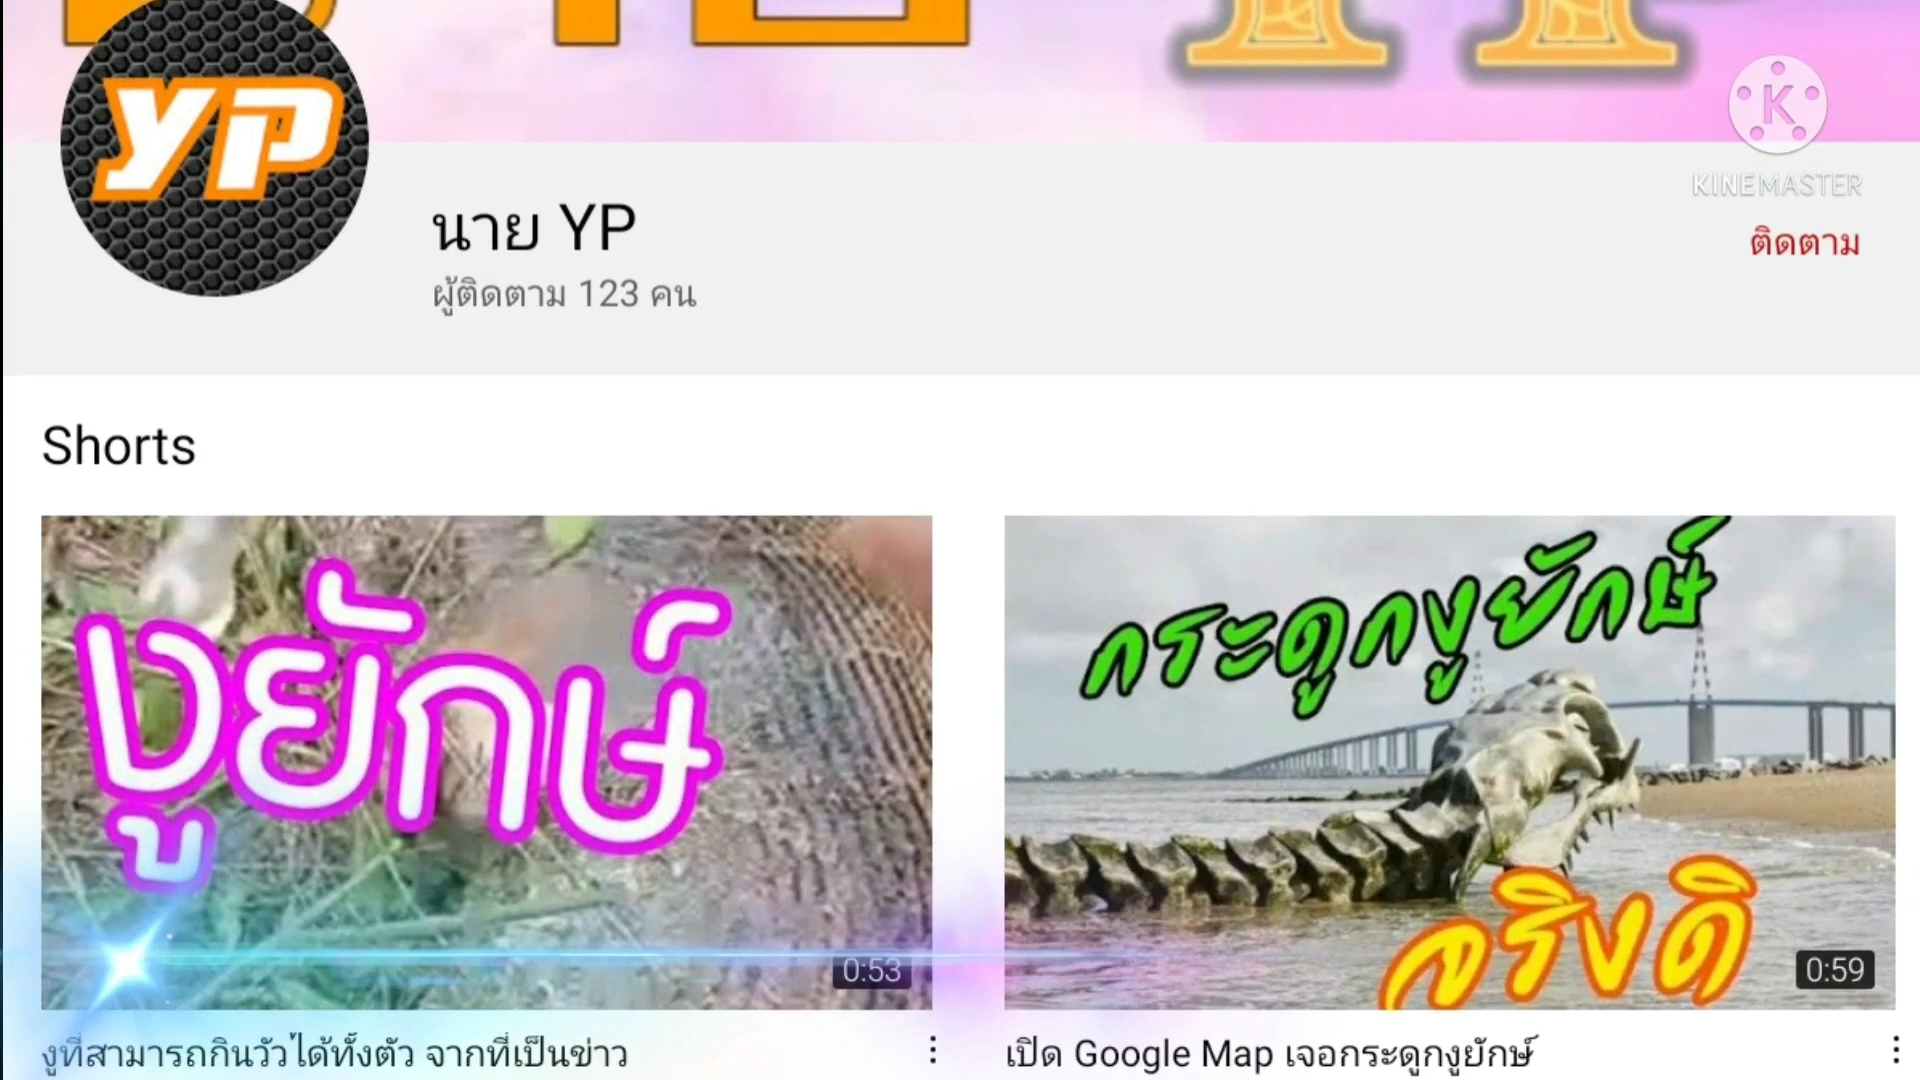 YP
KINEMASTER
นาย YP
ติดตาม
ผู้ติดตาม 123 คน
Shorts
งูยักษ์
0:53
กระดูกงูยักษ์
จริงดิ
0:59
งูที่สามารถกินวัวได้ทั้งตัว จากที่เป็นข่าว
เปิด Google Map เจอกระดูกงูยักษ์